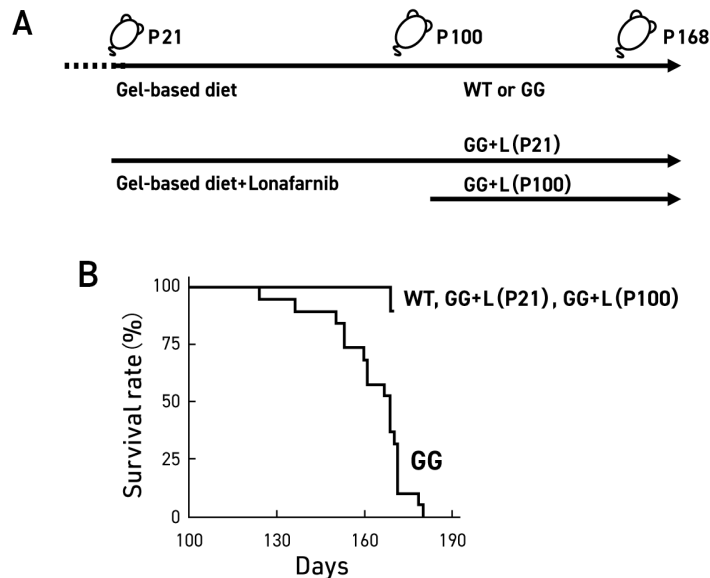 A
P21
P100
P168
Gel-based diet
WT or GG
GG+L(P21)
Gel-based diet+Lonafarnib
GG+L(P100)
B
100
75
50
25
0
Survival rate (%)
WT, GG+L(P21), GG+L(P100)
GG
100
130
160
190
Days